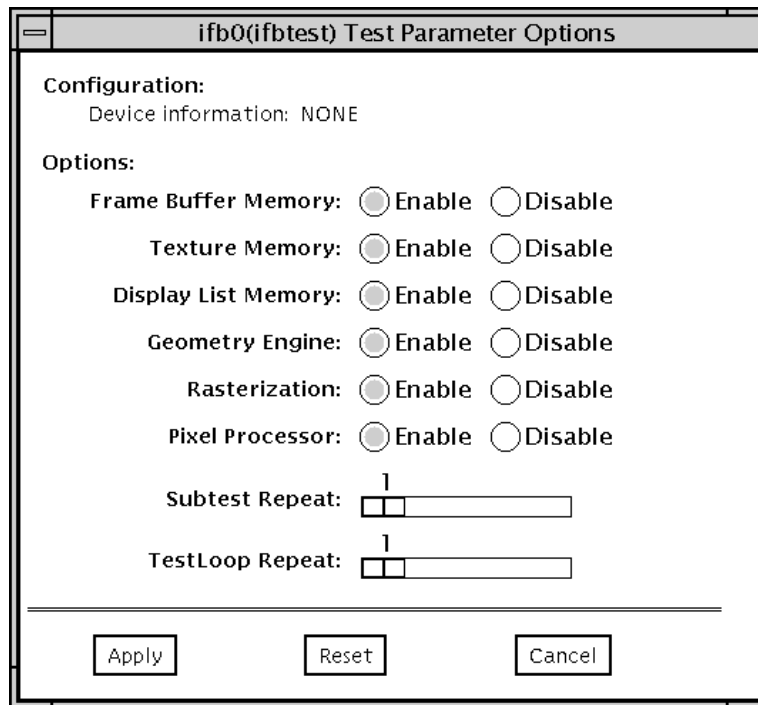 ifb0(ifbtest) Test Parameter Options
Configuration:
Device information: NONE
Options:
Frame Buffer Memory: Enable Disable
Texture Memory: Enable Disable
Display List Memory: Enable Disable
Geometry Engine: Enable Disable
Rasterization: Enable Disable
Pixel Processor: Enable Disable
1
Subtest Repeat:
1
TestLoop Repeat:
Apply Reset Cancel